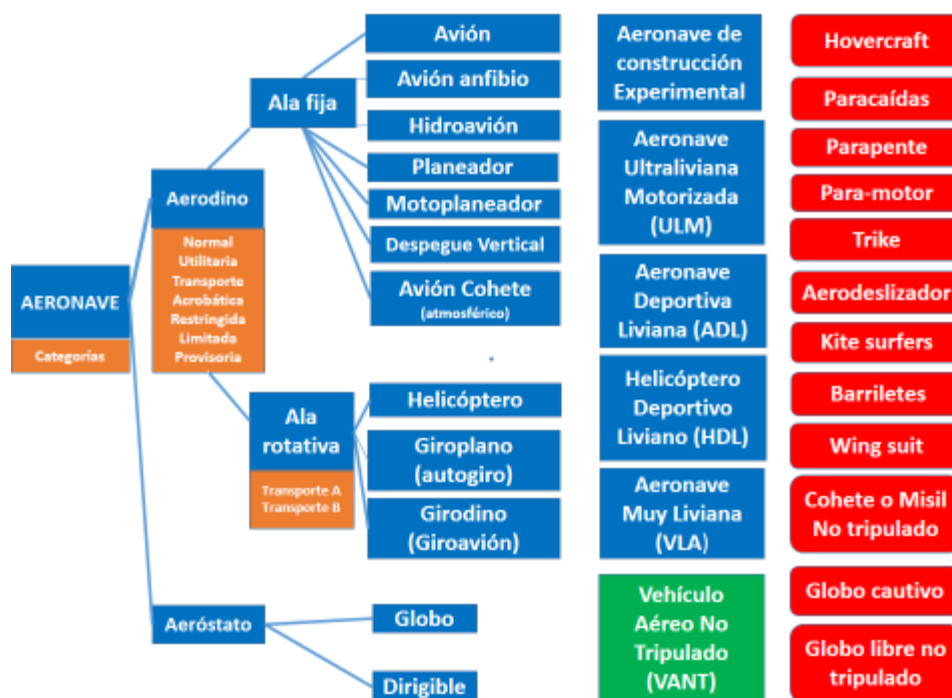 AERONAVE
Categorías
Aerodino
Normal
Utilitaria
Transporte
Acrobática
Restringida
Limitada
Provisoria
Aeróstato
Ala fija
Ala
rotativa
Transporte A
Transporte B
Avión
Avión anfibio
Hidroavión
Planeador
Motoplaneador
Despegue Vertical
Avión Cohete
(atmosférico)
Helicóptero
Giroplano
(autogiro)
Girodino
(Giroavión)
Globo
Dirigible
Aeronave de
construcción
Experimental
Aeronave
Ultraliviana
Motorizada
(ULM)
Aeronave
Deportiva
Liviana (ADL)
Helicóptero
Deportivo
Liviano (HDL)
Aeronave
Muy Liviana
(VLA)
Vehículo
Aéreo No
Tripulado
(VANT)
Hovercraft
Paracaídas
Parapente
Para-motor
Trike
Aerodeslizador
Kite surfers
Barriletes
Wing suit
Cohete o Misil
No tripulado
Globo cautivo
Globo libre no
tripulado